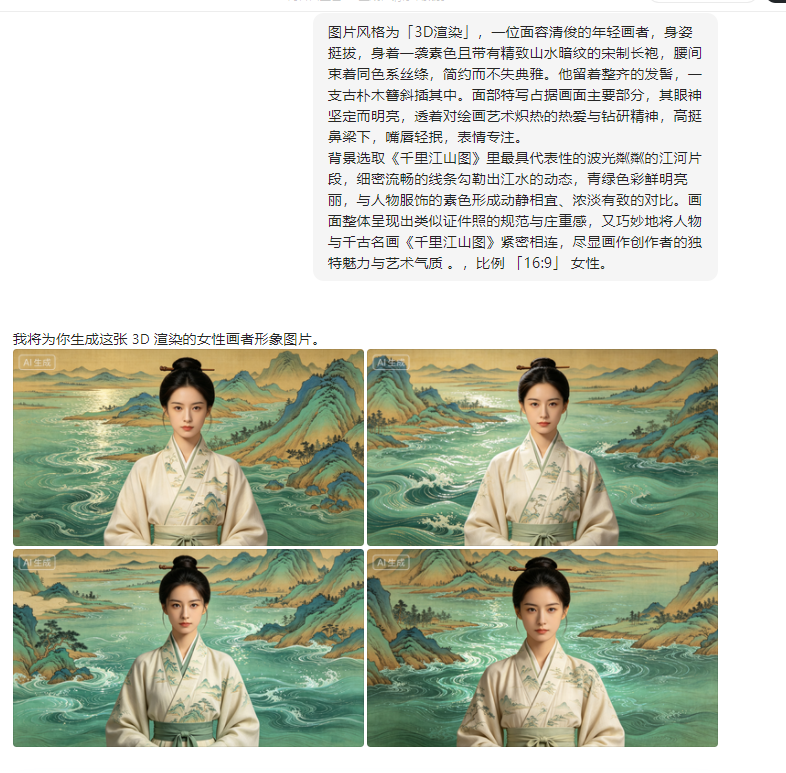 图片风格为「3D渲染」，一位面容清俊的年轻画者，身姿
挺拔，身着一袭素色且带有精致山水暗纹的宋制长袍，腰间
束着同色系丝绦，简约而不失典雅。他留着整齐的发髻，一
支古朴木簪斜插其中。面部特写占据画面主要部分，其眼神
坚定而明亮，透着对绘画艺术炽热的热爱与钻研精神，高挺
鼻梁下，嘴唇轻抿，表情专注。
背景选取《千里江山图》里最具代表性的波光粼粼的江河片
段，细密流畅的线条勾勒出江水的动态，青绿色彩鲜明亮
丽，与人物服饰的素色形成动静相宜、浓淡有致的对比。画
面整体呈现出类似证件照的规范与庄重感，又巧妙地将人物
与千古名画《千里江山图》紧密相连，尽显画作创作者的独
特魅力与艺术气质 。，比例 「16:9」 女性。
我将为你生成这张 3D 渲染的女性画者形象图片。
AI 生成
AI 生成
AI 生成
AI 生成